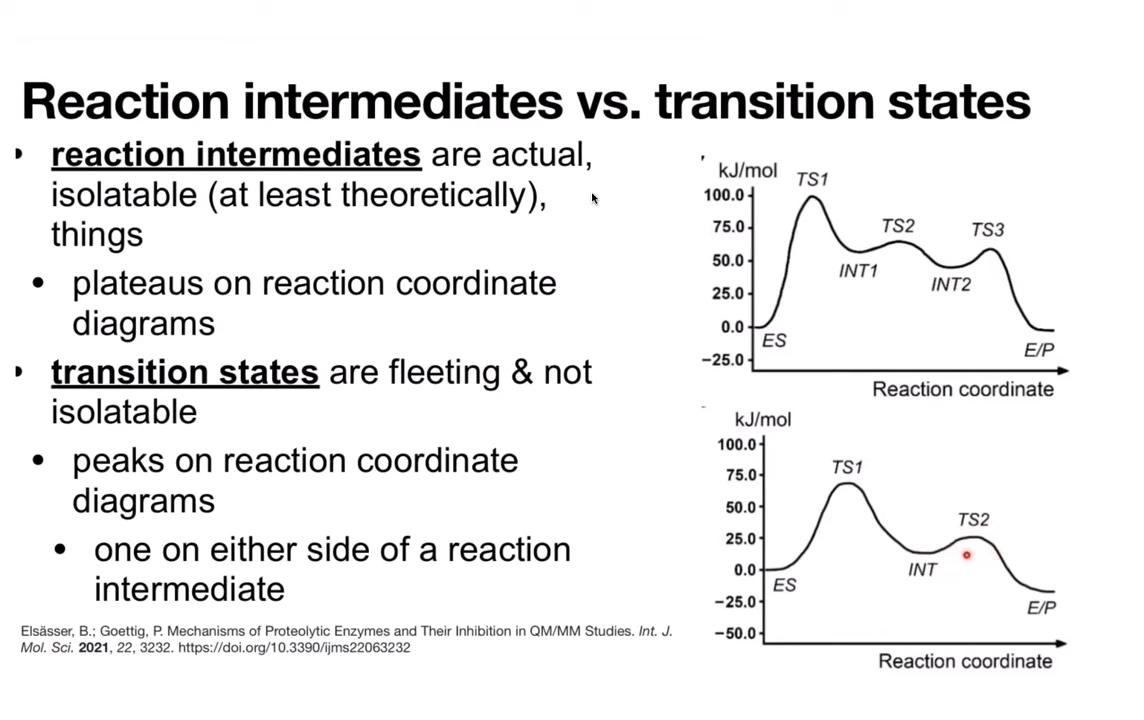 Reaction intermediates vs. transition states
reaction intermediates are actual,
isolatable (at least theoretically),
things
• plateaus on reaction coordinate
diagrams
transition states are fleeting & not
isolatable
• peaks on reaction coordinate
diagrams
• one on either side of a reaction
intermediate
Elsässer, B.; Goettig, P. Mechanisms of Proteolytic Enzymes and Their Inhibition in QM/MM Studies. Int. J.
Mol. Sci. 2021, 22, 3232. https://doi.org/10.3390/ijms22063232
kJ/mol
100.0
75.0
50.0
25.0
0.0
−25.0
TS1
TS2
TS3
INT1
INT2
ES
E/P
Reaction coordinate
kJ/mol
100.0
75.0
50.0
25.0
0.0
−25.0
−50.0
TS1
TS2
INT
ES
E/P
Reaction coordinate